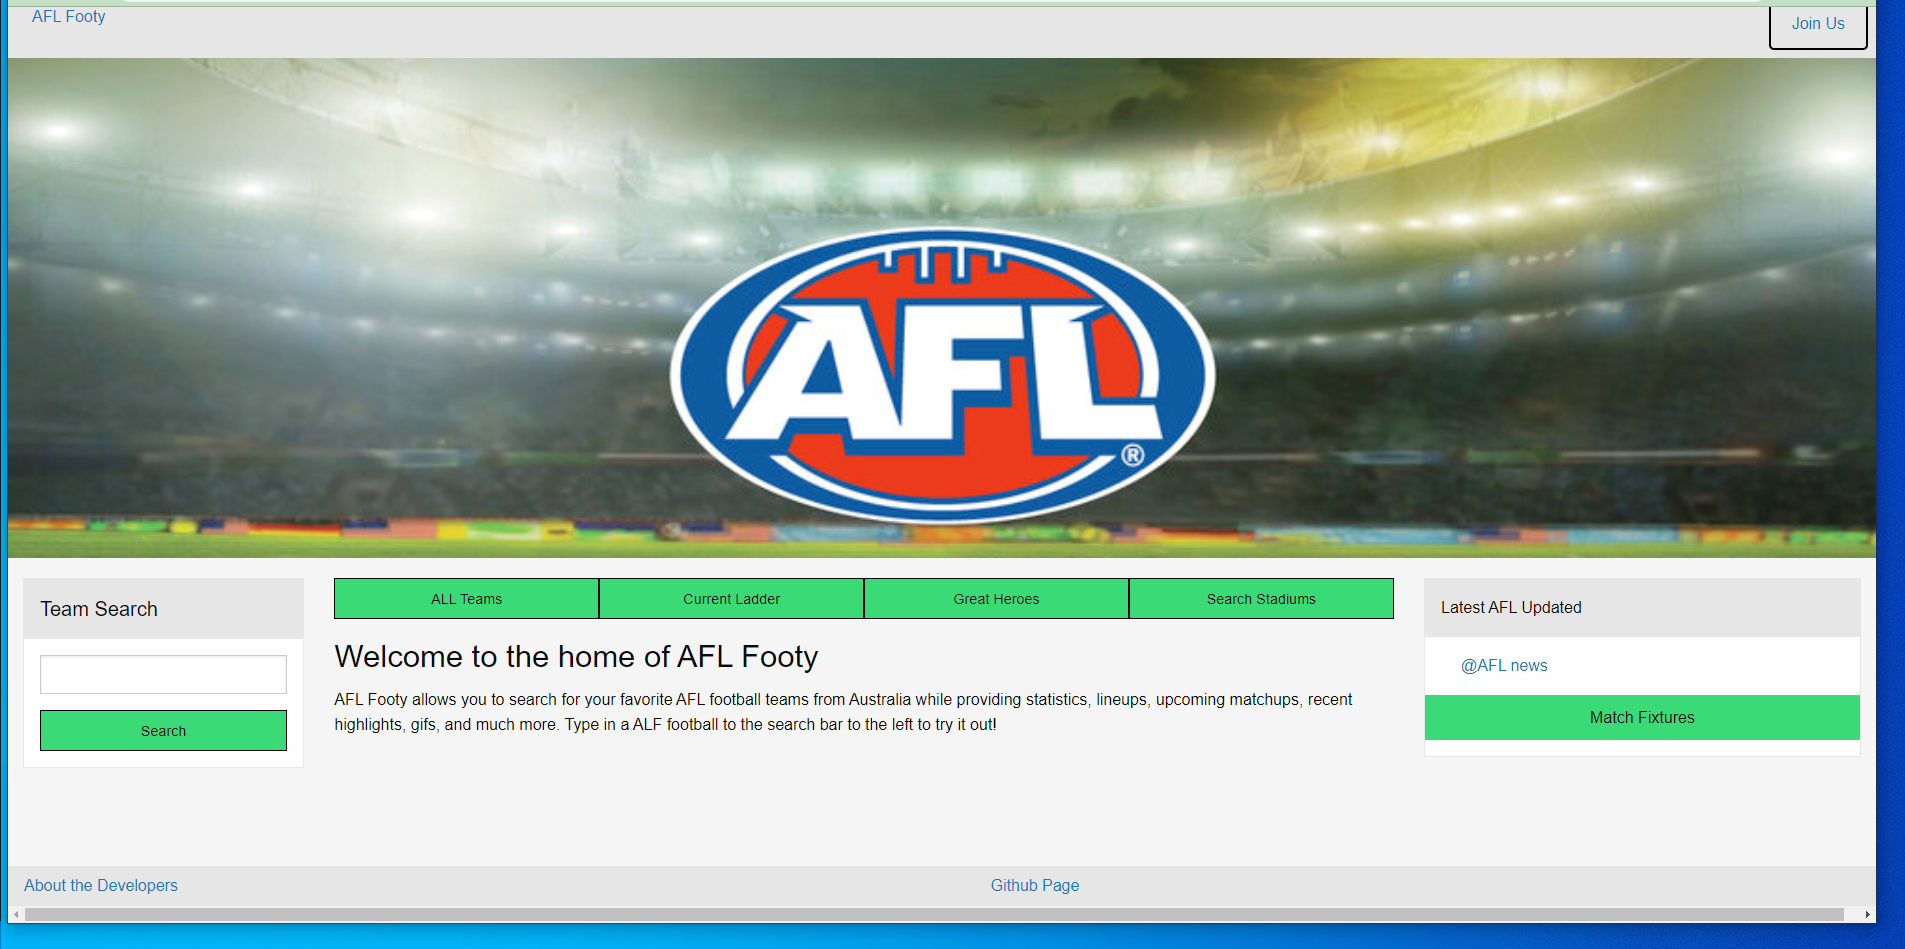 AFL Footy
Join Us
AFL
®
Team Search
Search
ALL Teams
Current Ladder
Great Heroes
Search Stadiums
Welcome to the home of AFL Footy
AFL Footy allows you to search for your favorite AFL football teams from Australia while providing statistics, lineups, upcoming matchups, recent
highlights, gifs, and much more. Type in a ALF football to the search bar to the left to try it out!
Latest AFL Updated
@AFL news
Match Fixtures
About the Developers
Github Page